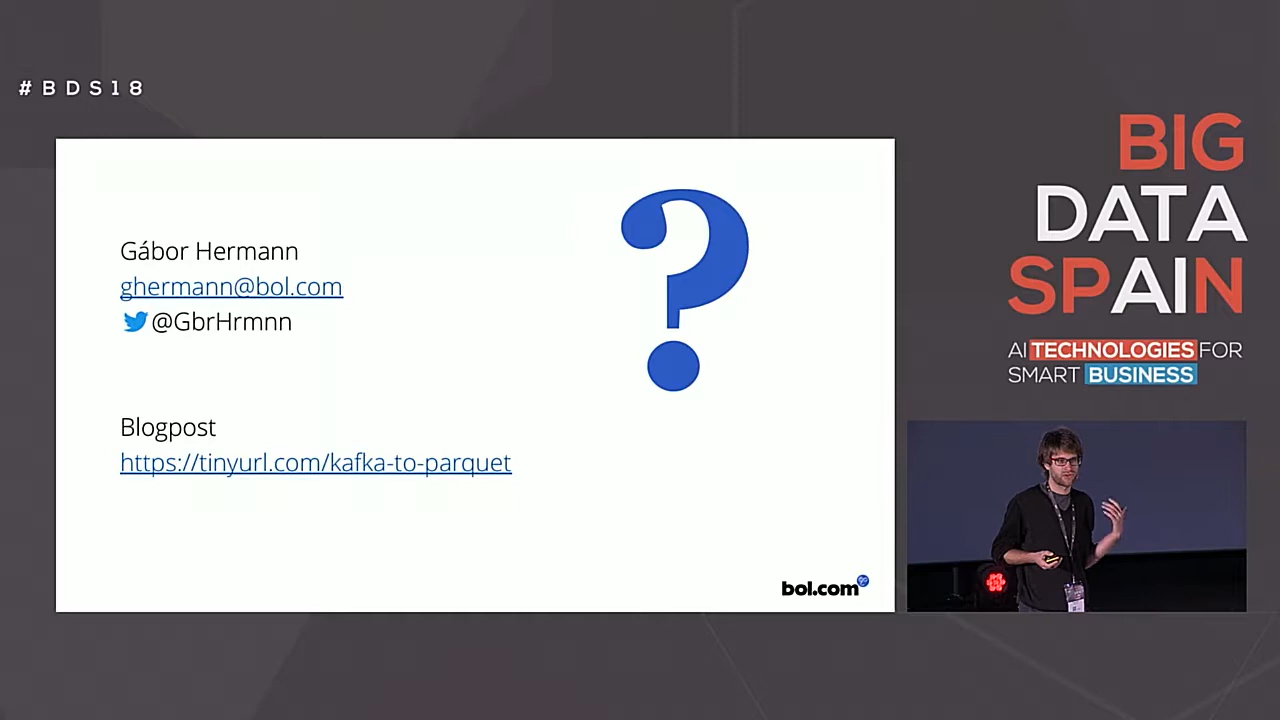 #BDS18
Gábor Hermann
ghermann@bol.com
@GbrHrmnn
?
Blogpost
https://tinyurl.com/kafka-to-parquet
bol.com
BIG
DATA
SPAIN
AI TECHNOLOGIES FOR
SMART BUSINESS